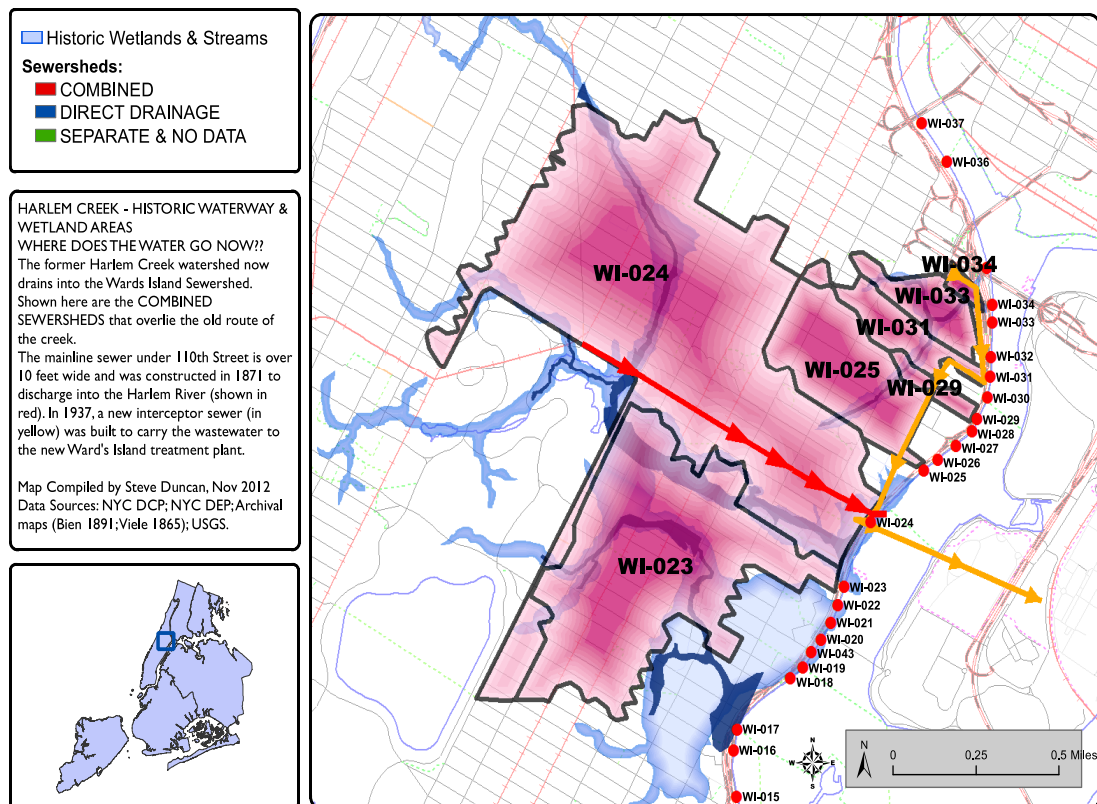 Historic Wetlands & Streams
Sewersheds:
COMBINED
DIRECT DRAINAGE
SEPARATE & NO DATA
HARLEM CREEK - HISTORIC WATERWAY &
WETLAND AREAS
WHERE DOES THE WATER GO NOW??
The former Harlem Creek watershed now
drains into the Wards Island Sewershed.
Shown here are the COMBINED
SEWERSHEDS that overlie the old route of
the creek.
The mainline sewer under 110th Street is over
10 feet wide and was constructed in 1871 to
discharge into the Harlem River (shown in
red). In 1937, a new interceptor sewer (in
yellow) was built to carry the wastewater to
the new Ward's Island treatment plant.
Map Compiled by Steve Duncan, Nov 2012
Data Sources: NYC DCP; NYC DEP; Archival
maps (Bien 1891; Viele 1865); USGS.
WI-037
WI-036
WI-034
WI-024
WI-033
WI-034
WI-033
WI-031
WI-032
WI-025
WI-031
WI-029
WI-030
WI-029
WI-028
WI-027
WI-026
WI-025
WI-024
WI-023
WI-023
WI-022
WI-021
WI-020
WI-043
WI-019
WI-018
WI-017
WI-016
WI-015
N
W
E
S
N
0
0.25
0.5 Miles